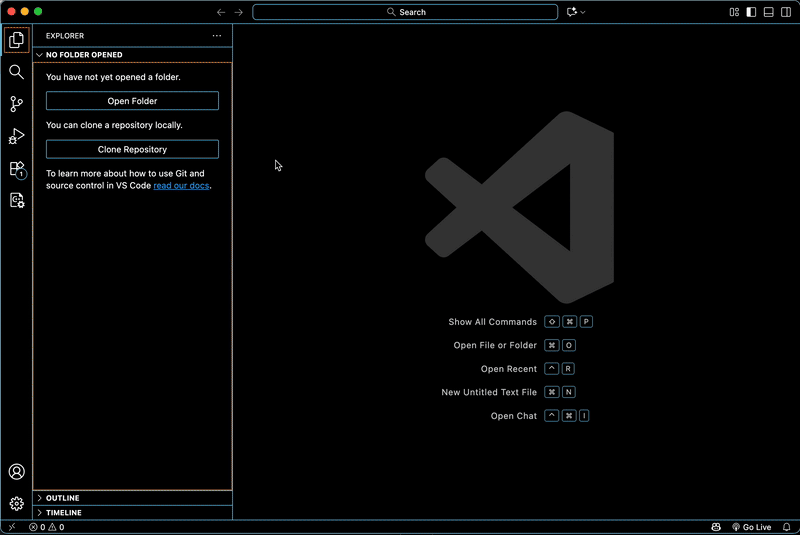 Search
EXPLORER
NO FOLDER OPENED
You have not yet opened a folder.
Open Folder
You can clone a repository locally.
Clone Repository
To learn more about how to use Git and
source control in VS Code read our docs.
1
Show All Commands ⇧ ⌘ P
Open File or Folder ⌘ O
Open Recent ^ R
New Untitled Text File ⌘ N
Open Chat ^ ⌘ I
OUTLINE
TIMELINE
0 0
Go Live